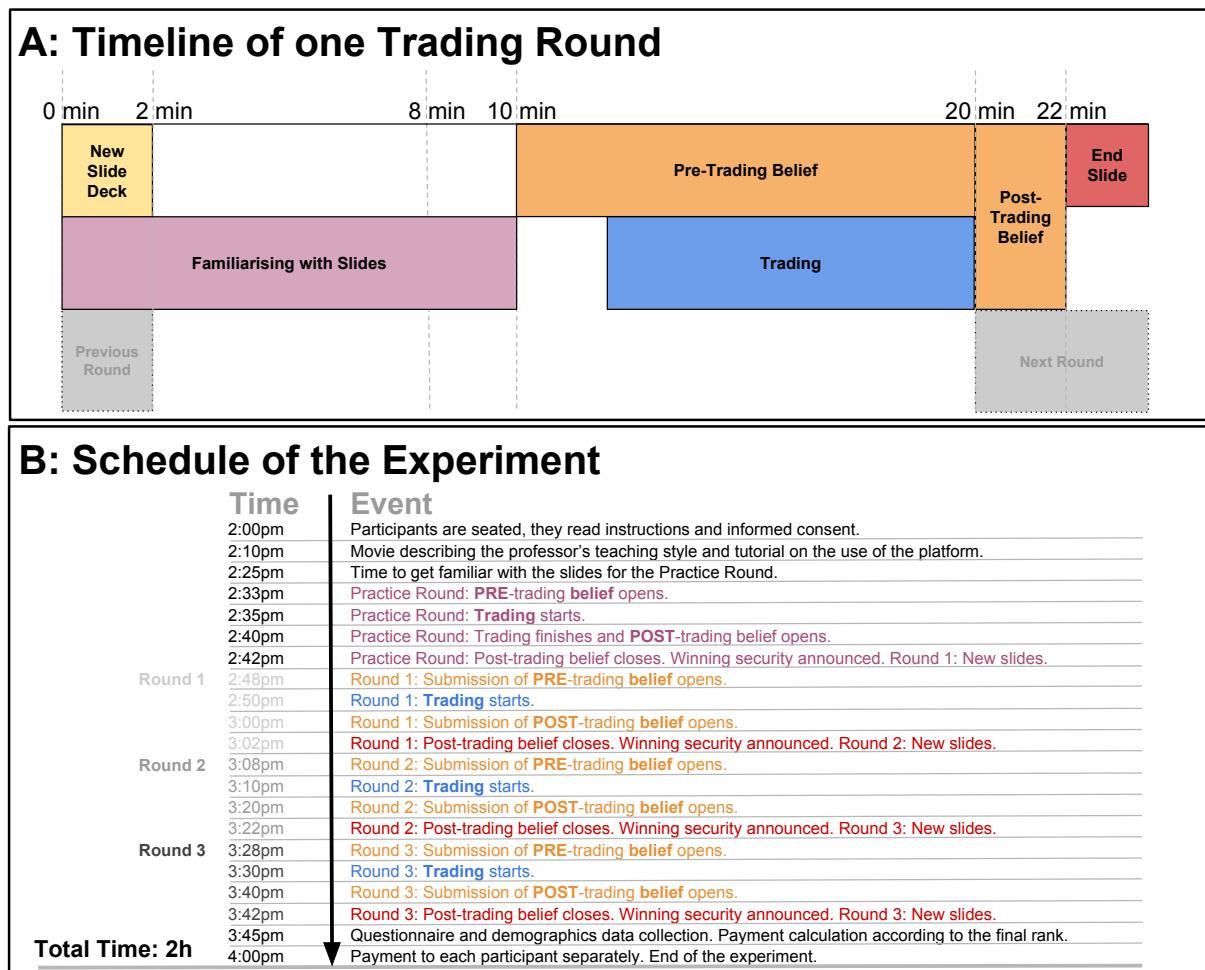 A: Timeline of one Trading Round
0 min 2 min 8 min 10 min 20 min 22 min
New
Slide
Deck
Pre-Trading Belief
Post-
Trading
Belief
End
Slide
Familiarising with Slides
Trading
Previous
Round
Next Round
B: Schedule of the Experiment
Time Event
2:00pm Participants are seated, they read instructions and informed consent.
2:10pm Movie describing the professor's teaching style and tutorial on the use of the platform.
2:25pm Time to get familiar with the slides for the Practice Round.
2:33pm Practice Round: PRE-trading belief opens.
2:35pm Practice Round: Trading starts.
2:40pm Practice Round: Trading finishes and POST-trading belief opens.
2:42pm Practice Round: Post-trading belief closes. Winning security announced. Round 1: New slides.
Round 1 2:48pm Round 1: Submission of PRE-trading belief opens.
2:50pm Round 1: Trading starts.
3:00pm Round 1: Submission of POST-trading belief opens.
3:02pm Round 1: Post-trading belief closes. Winning security announced. Round 2: New slides.
Round 2 3:08pm Round 2: Submission of PRE-trading belief opens.
3:10pm Round 2: Trading starts.
3:20pm Round 2: Submission of POST-trading belief opens.
3:22pm Round 2: Post-trading belief closes. Winning security announced. Round 3: New slides.
Round 3 3:28pm Round 3: Submission of PRE-trading belief opens.
3:30pm Round 3: Trading starts.
3:40pm Round 3: Submission of POST-trading belief opens.
3:42pm Round 3: Post-trading belief closes. Winning security announced. Round 3: New slides.
3:45pm Questionnaire and demographics data collection. Payment calculation according to the final rank.
Total Time: 2h 4:00pm Payment to each participant separately. End of the experiment.